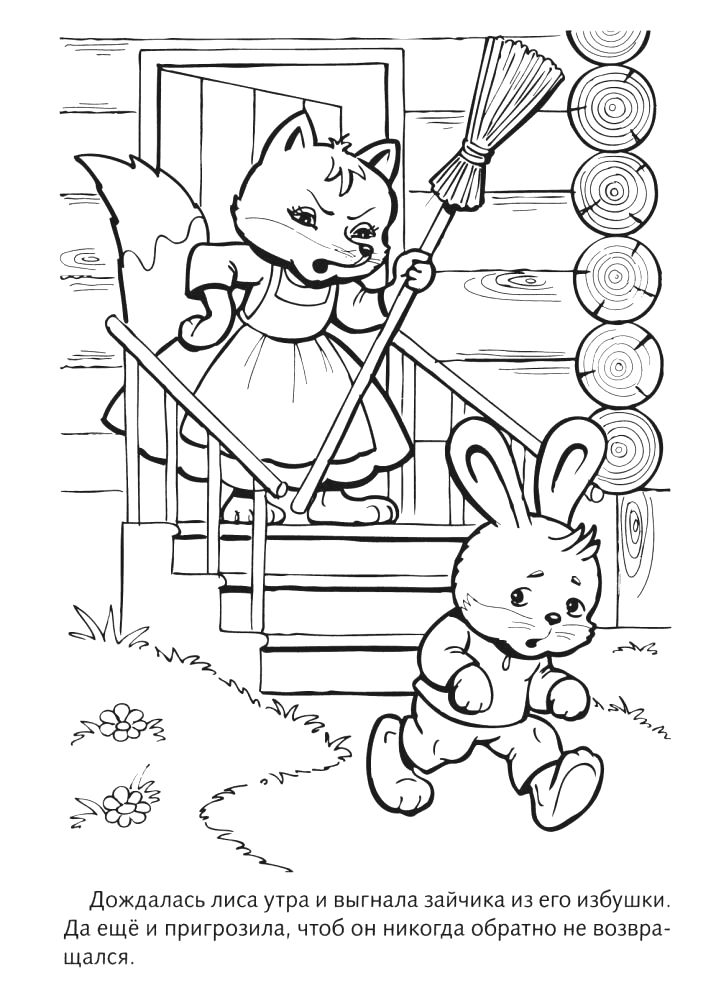 Дождалась лиса утра и выгнала зайчика из его избушки.
Да ещё и пригрозила, чтоб он никогда обратно не возвра-
щался.